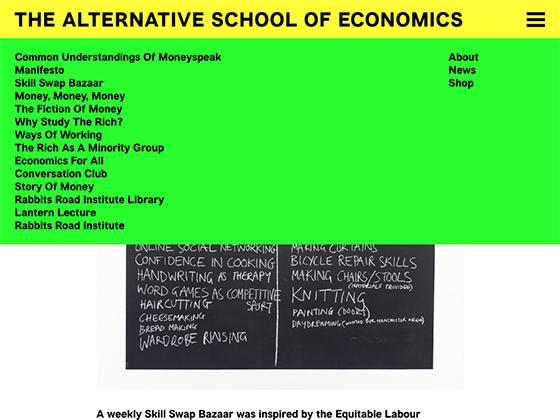 THE ALTERNATIVE SCHOOL OF ECONOMICS
Common Understandings Of Moneyspeak
Manifesto
Skill Swap Bazaar
Money, Money, Money
The Fiction Of Money
Why Study The Rich?
Ways Of Working
The Rich As A Minority Group
Economics For All
Conversation Club
Story Of Money
Rabbits Road Institute Library
Lantern Lecture
Rabbits Road Institute
About
News
Shop
ONLINE SOCIAL NETWORKING
CONFIDENCE IN COOKING
HANDWRITING AS THERAPY
WORD GAMES AS COMPETITIVE
SPORT
HAIRCUTTING
CHEESEMAKING
BREAD MAKING
WARDROBE RINSING
MAKING CURTAINS
BICYCLE REPAIR SKILLS
MAKING CHAIRS/STOOLS
(MATERIALS PROVIDED)
KNITTING
PAINTING (DOORS)
DAYDREAMING (WANTED FOR MANCHESTER AREA)
A weekly Skill Swap Bazaar was inspired by the Equitable Labour